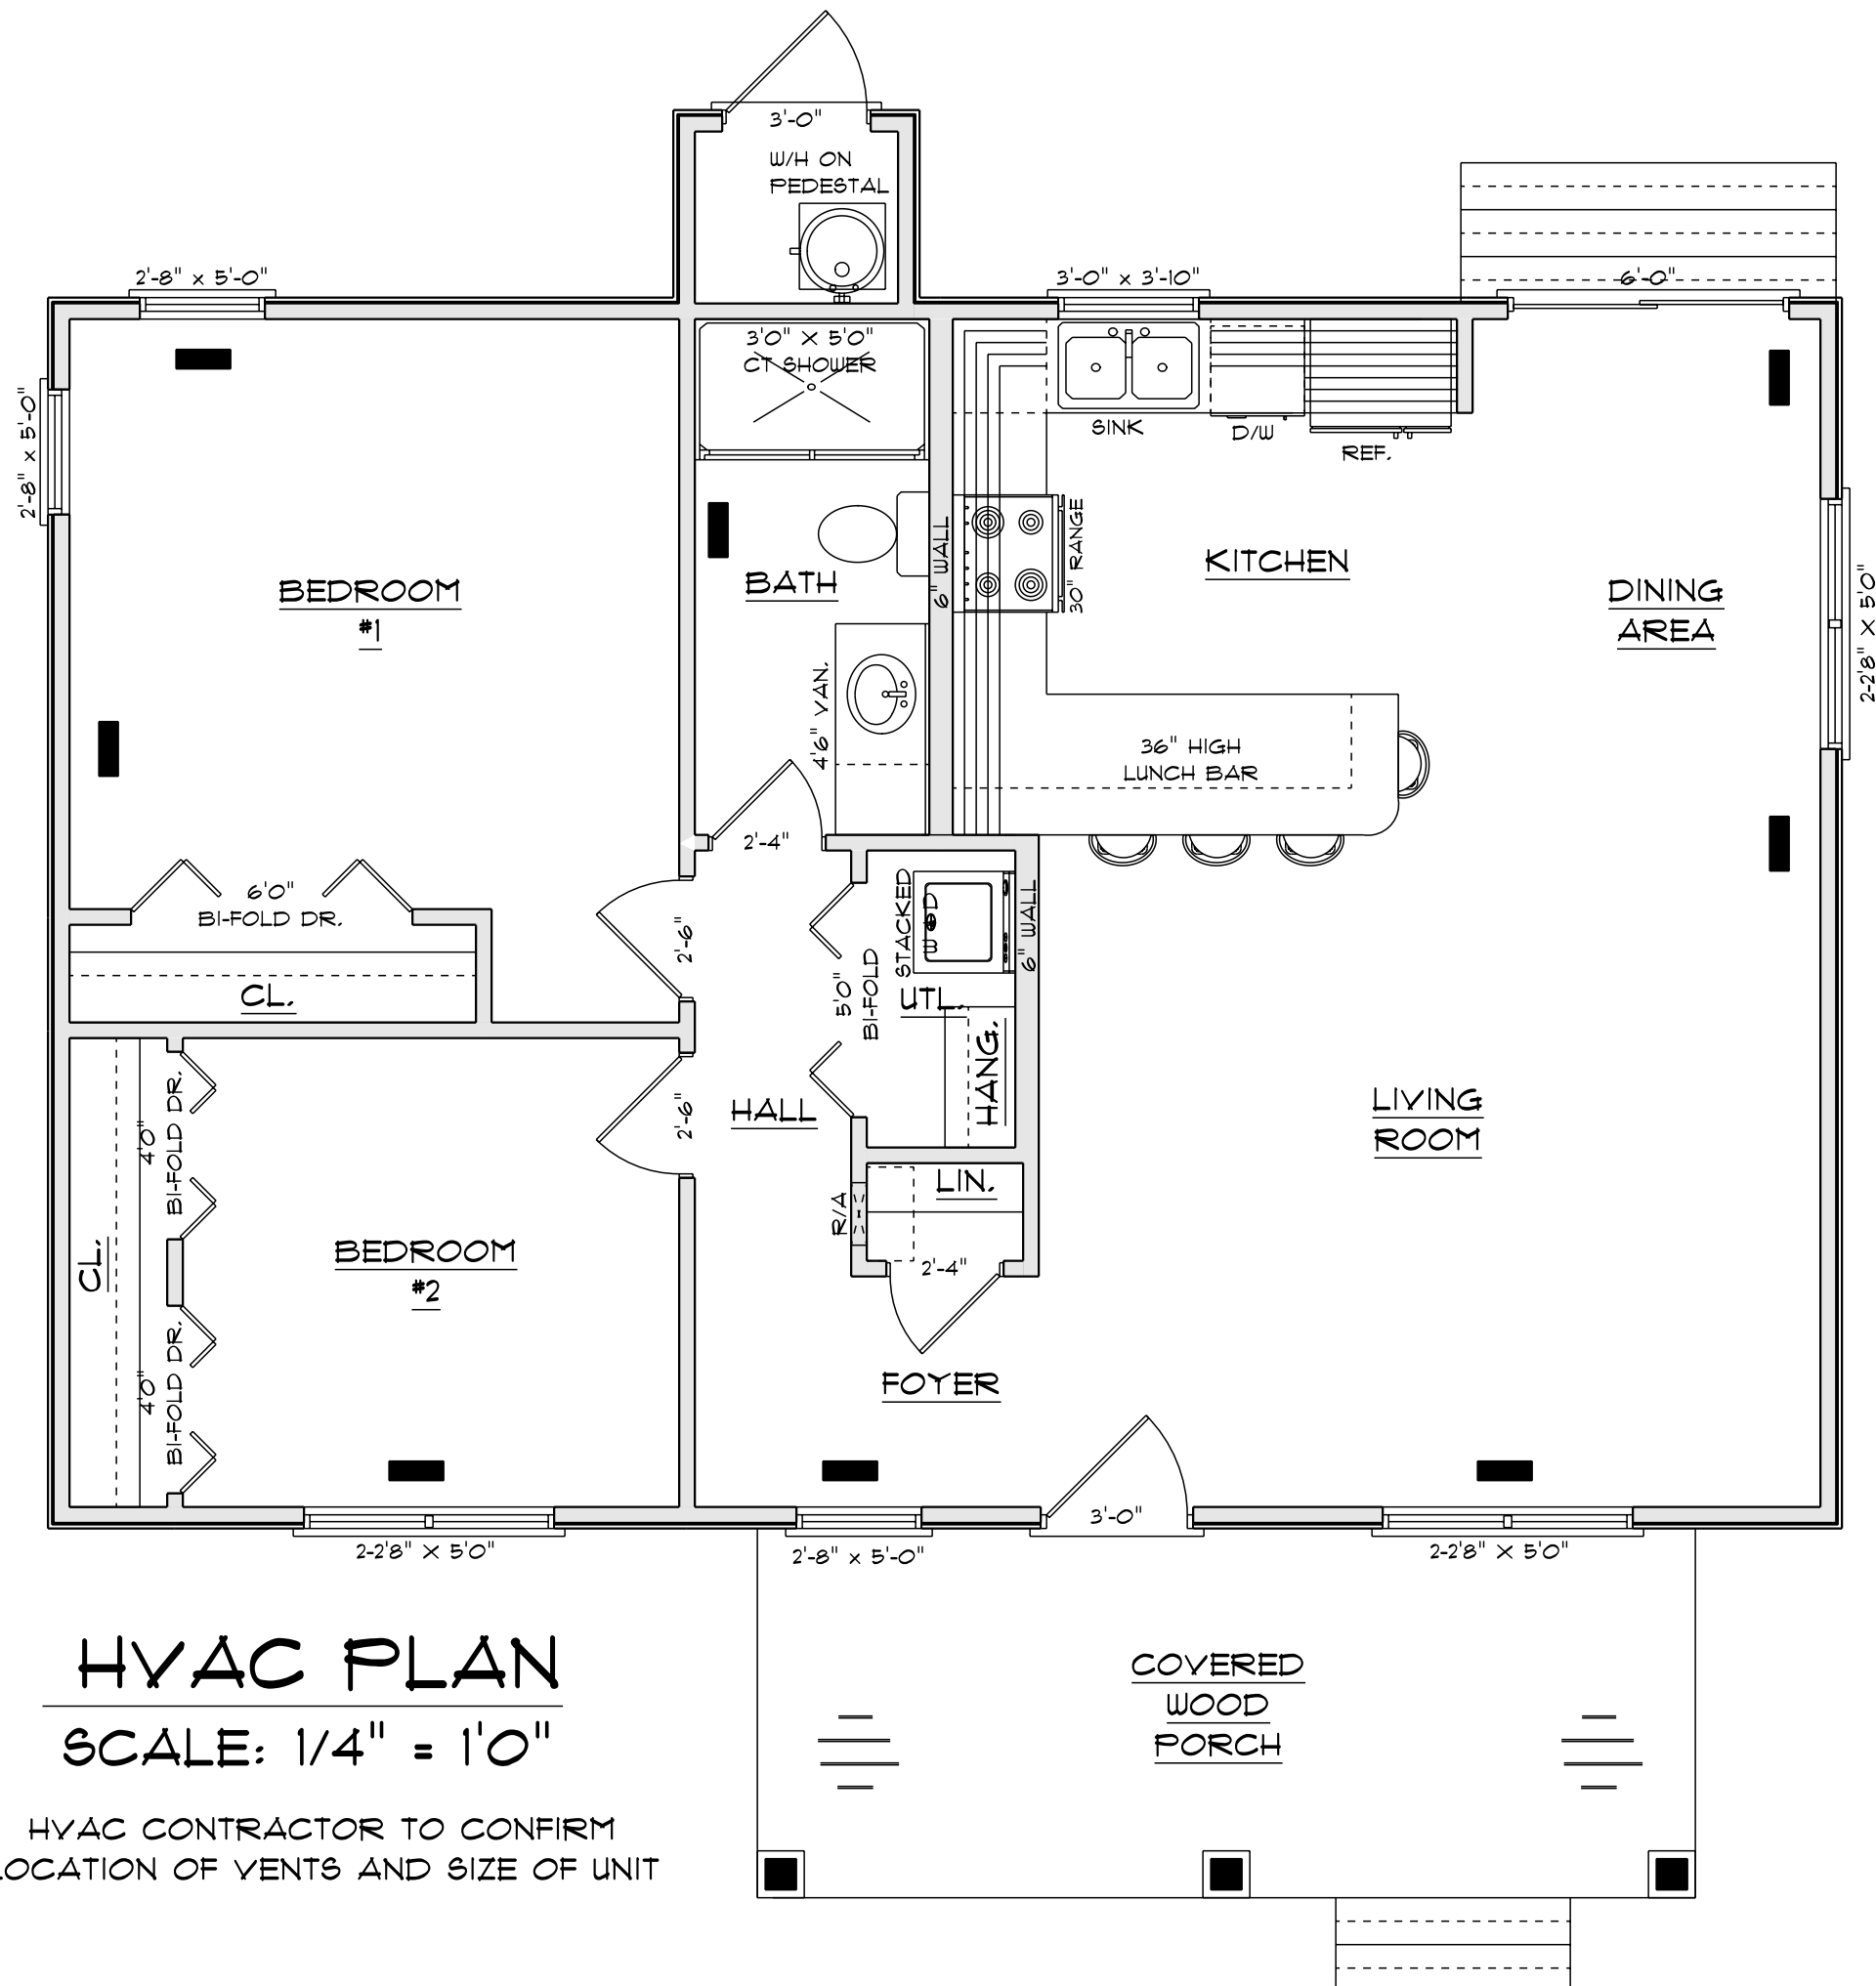 3'-0"
W/H ON
PEDESTAL
2'-8" x 5'-0"
3'-0" x 3'-10"
6'-0"
3'0" X 5'0"
CT SHOWER
2'-8" x 5'-0"
SINK
D/W
REF.
6" WALL
30" RANGE
KITCHEN
BATH
BEDROOM
#1
DINING
AREA
2-2'8" X 5'0"
4'6" VAN.
36" HIGH
LUNCH BAR
2'-4"
6'0"
BI-FOLD DR.
2'-6"
STACKED
W & D
6" WALL
5'0"
BI-FOLD
CL.
UTL.
HANG.
4'0"
BI-FOLD DR.
2'-6"
HALL
LIVING
ROOM
LIN.
R/A
CL.
BEDROOM
#2
2'-4"
4'0"
BI-FOLD DR.
FOYER
3'-0"
2-2'8" X 5'0"
2'-8" x 5'-0"
2-2'8" X 5'0"
HVAC PLAN
SCALE: 1/4" = 1'0"
HVAC CONTRACTOR TO CONFIRM
LOCATION OF VENTS AND SIZE OF UNIT
COVERED
WOOD
PORCH